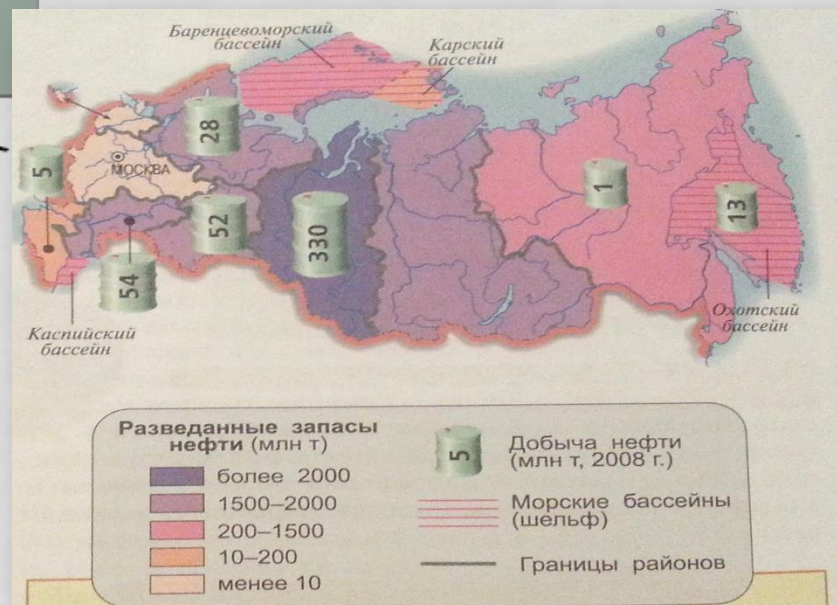 Баренцевоморский
бассейн
Карский
бассейн
28
МОСКВА
5
1
13
52
330
54
Каспийский
бассейн
Охотский
бассейн
Разведанные запасы
нефти (млн т)
более 2000
1500–2000
200–1500
10–200
менее 10
5
Добыча нефти
(млн т, 2008 г.)
Морские бассейны
(шельф)
Границы районов